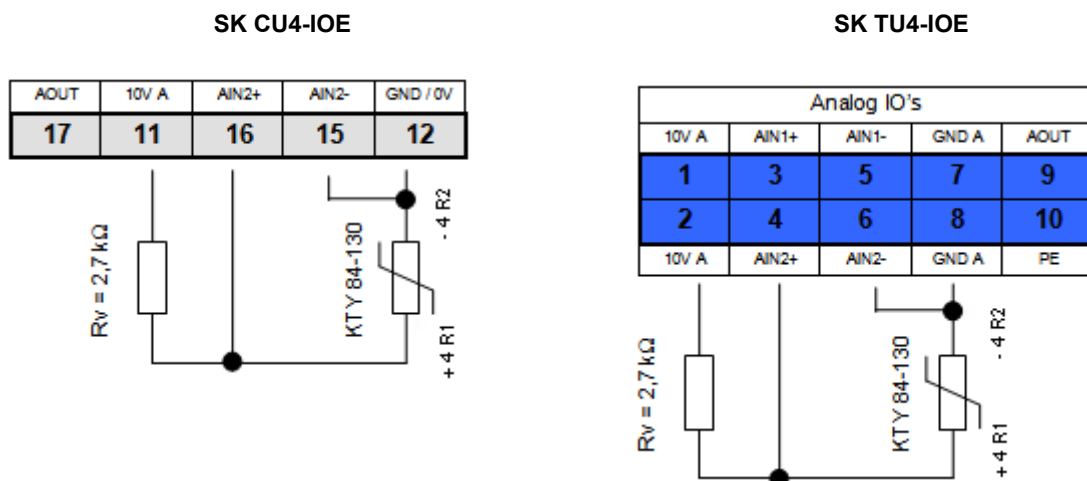 SK CU4-IOE
AOUT 10V A AIN2+ AIN2- GND / 0V
17 11 16 15 12
Rv = 2,7 kΩ
KTY 84-130
- 4 R2
+ 4 R1
SK TU4-IOE
Analog IO's
10V A AIN1+ AIN1- GND A AOUT
1 3 5 7 9
2 4 6 8 10
10V A AIN2+ AIN2- GND A PE
Rv = 2,7 kΩ
KTY 84-130
- 4 R2
+ 4 R1